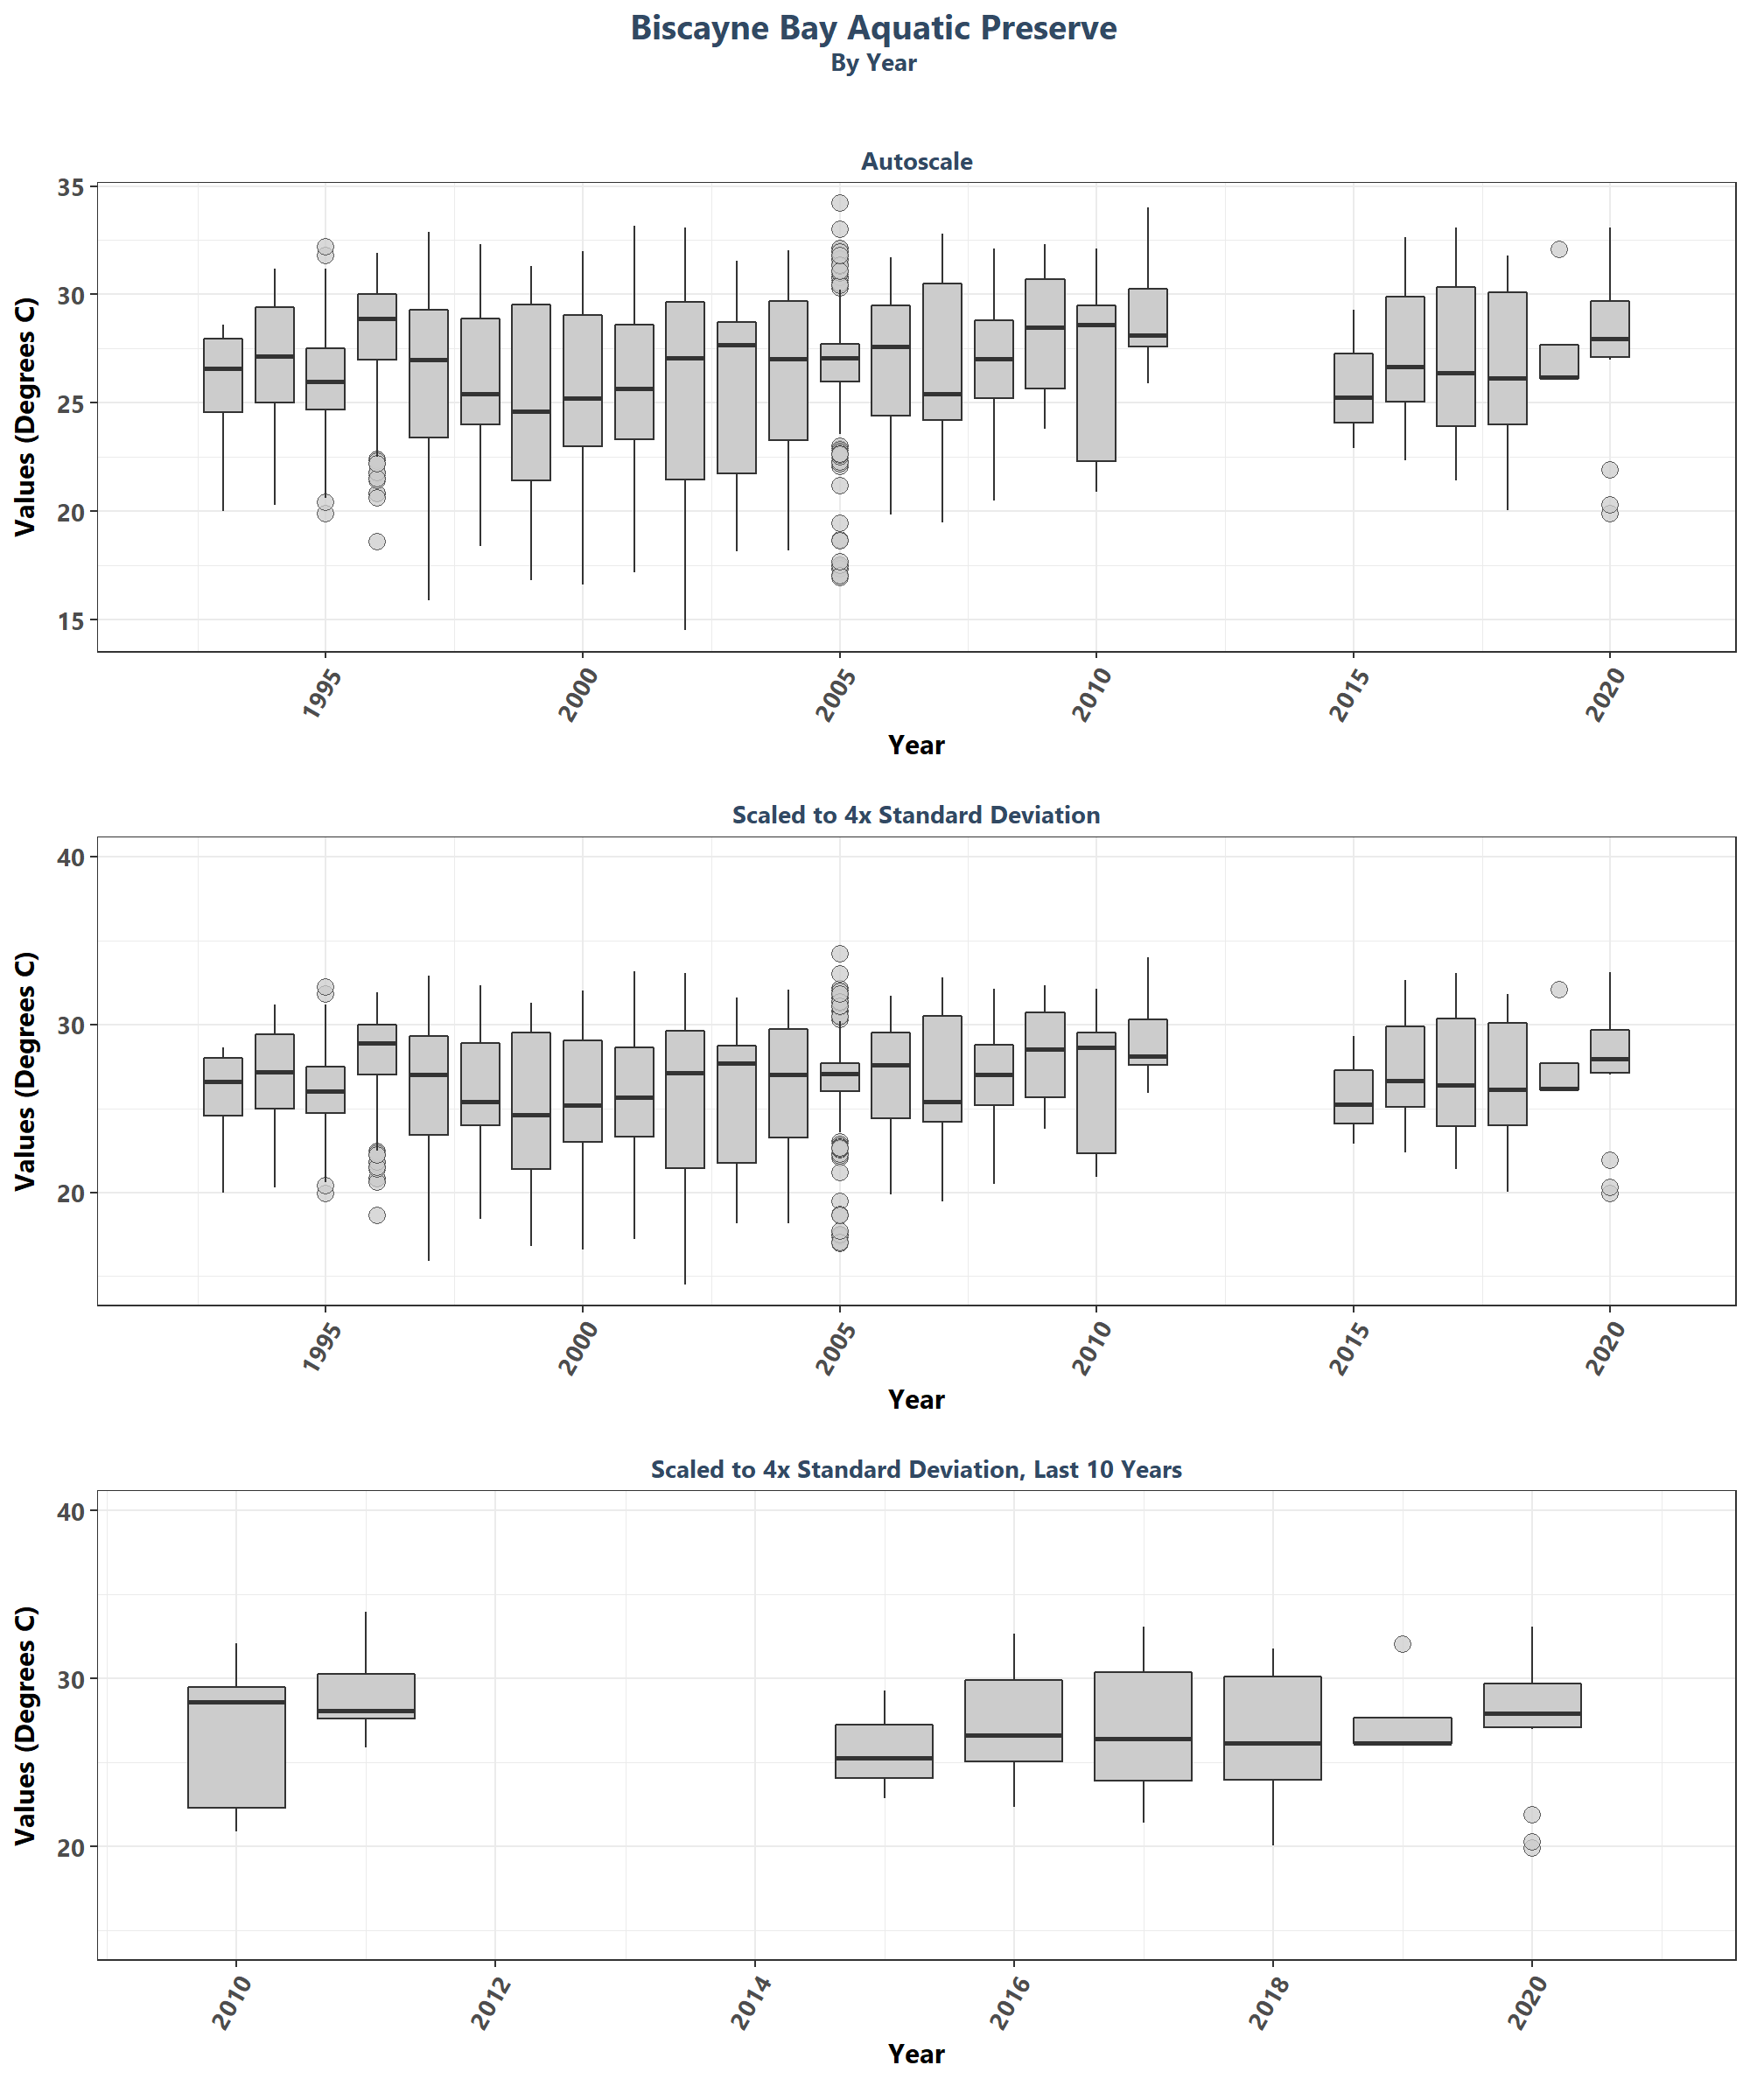 Biscayne Bay Aquatic Preserve
By Year
Autoscale
Values (Degrees C)
35
30
25
20
15
1995 2000 2005 2010 2015 2020
Year
Scaled to 4x Standard Deviation
Values (Degrees C)
40
30
20
1995 2000 2005 2010 2015 2020
Year
Scaled to 4x Standard Deviation, Last 10 Years
Values (Degrees C)
40
30
20
2010 2012 2014 2016 2018 2020
Year